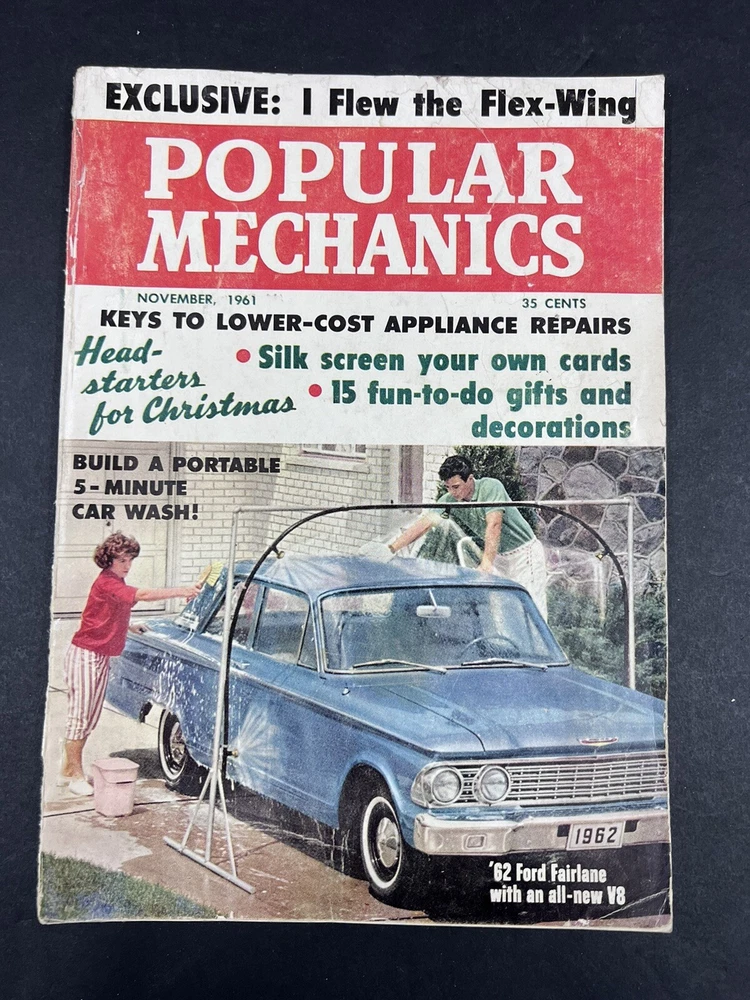 EXCLUSIVE: I Flew the Flex-Wing
POPULAR
MECHANICS
NOVEMBER, 1961
35 CENTS
KEYS TO LOWER-COST APPLIANCE REPAIRS
Head-
starters
for Christmas
• Silk screen your own cards
• 15 fun-to-do gifts and
decorations
BUILD A PORTABLE
5-MINUTE
CAR WASH!
1962
'62 Ford Fairlane
with an all-new V8